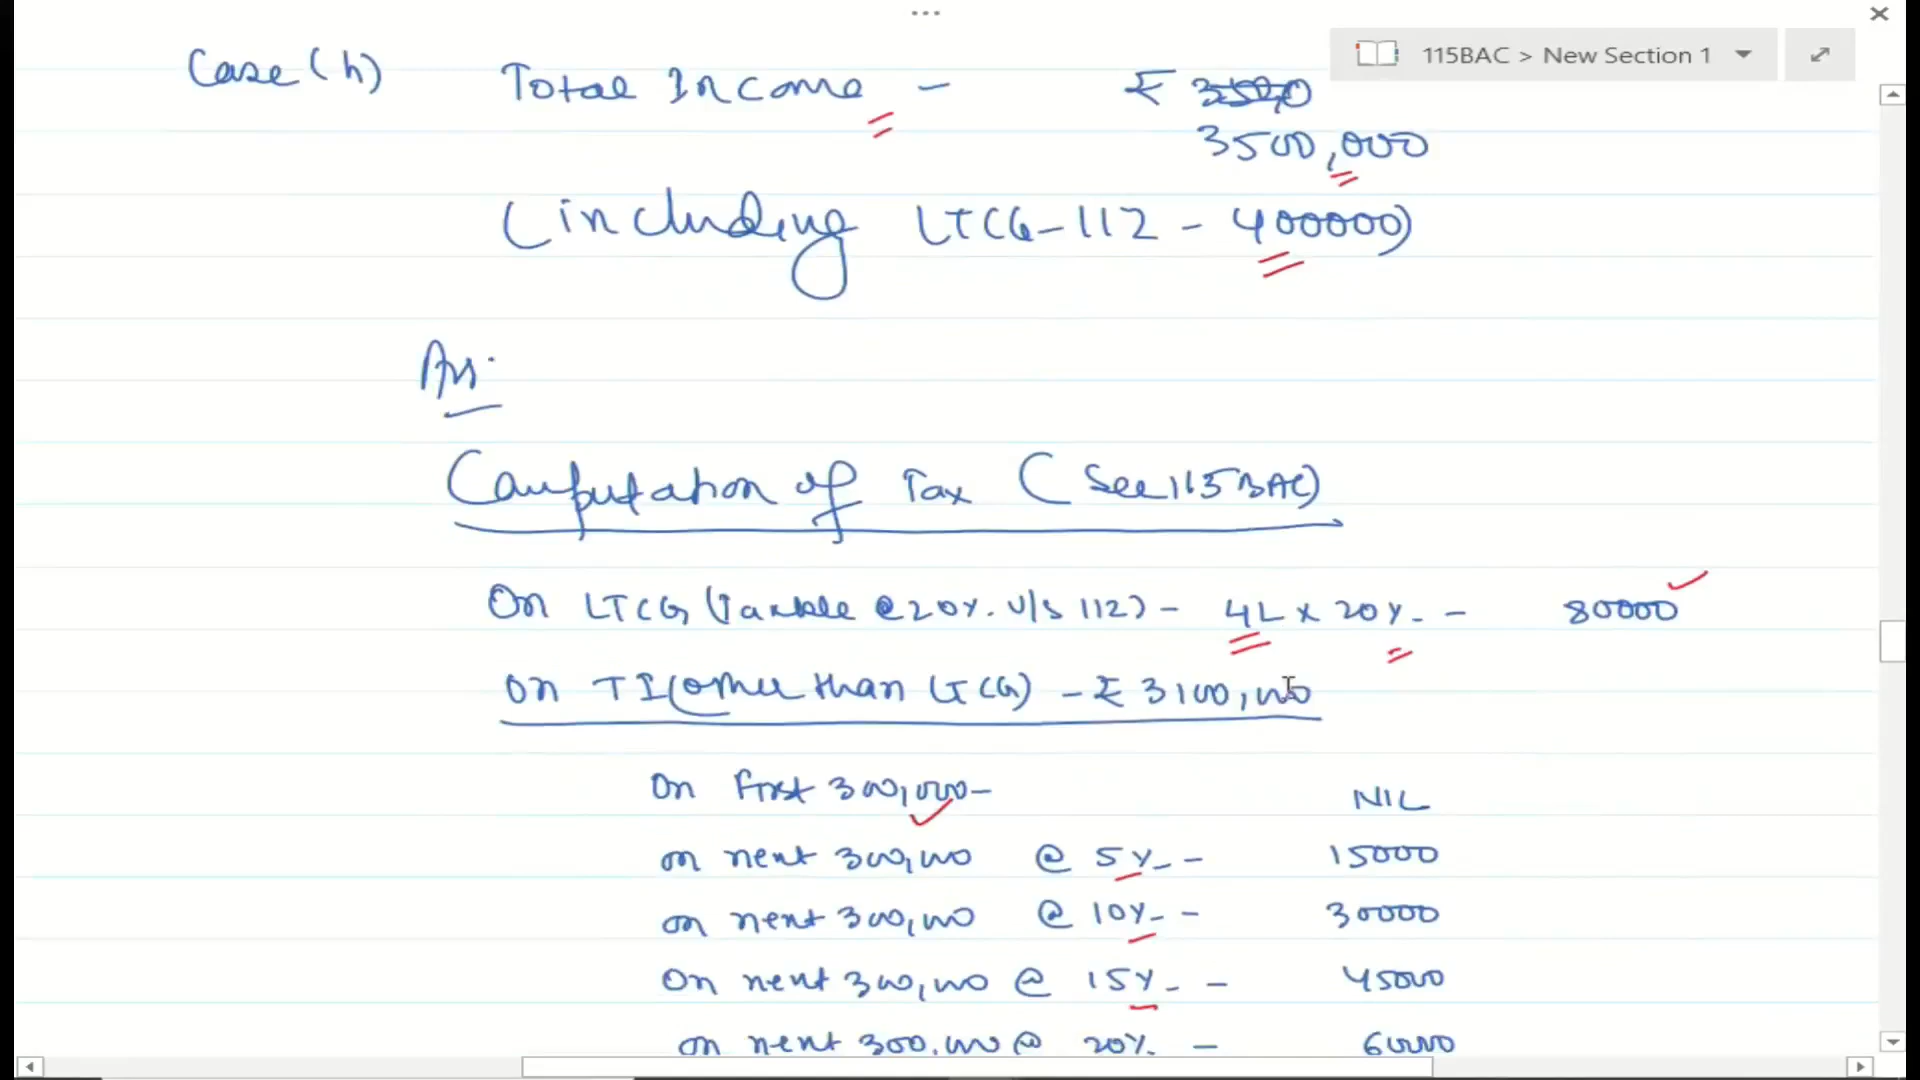 115BAC > New Section 1
Case (h) Total Income - ₹
3500,000
(including LTCG-112 - 400000)
Ans.
Computation of Tax (Sec 115BAC)
On LTCG (Taxable @ 20%. U/S 112) - 4L x 20%. - 80000
On TI (other than LTCG) - ₹ 3100,000
On first 300,000 - NIL
on next 300,000 @ 5% - 15000
on next 300,000 @ 10% - 30000
On next 300,000 @ 15% - 45000
on next 300,000 @ 20%. - 60000